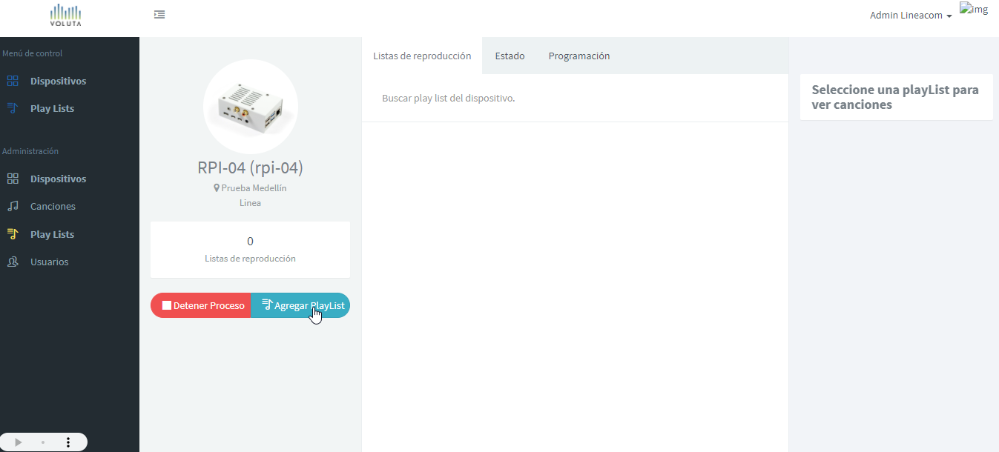 VOLUTA
Admin Lineacom
img
Menú de control
Dispositivos
Play Lists
Administración
Dispositivos
Canciones
Play Lists
Usuarios
RPI-04 (rpi-04)
Prueba Medellín
Linea
0
Listas de reproducción
Detener Proceso
Agregar PlayList
Listas de reproducción
Estado
Programación
Buscar play list del dispositivo.
Seleccione una playList para
ver canciones